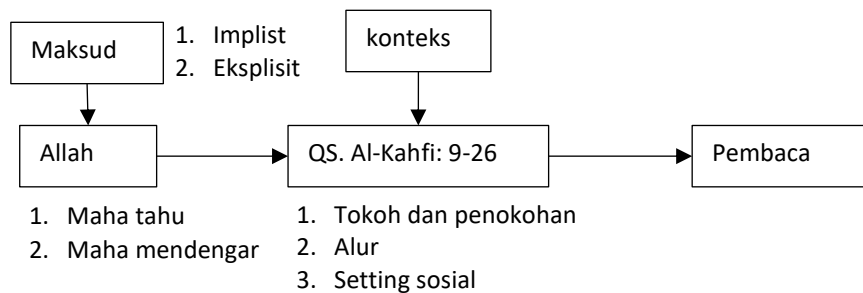 Maksud
1. Implist
2. Eksplisit
konteks
Allah
QS. Al-Kahfi: 9-26
Pembaca
1. Maha tahu
2. Maha mendengar
1. Tokoh dan penokohan
2. Alur
3. Setting sosial